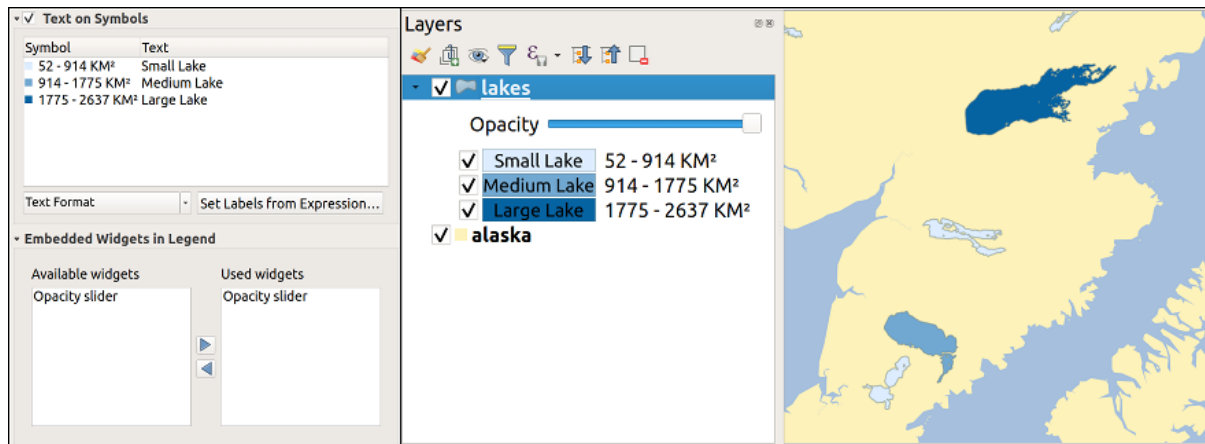 Text on Symbols
Symbol Text
52 - 914 KM² Small Lake
914 - 1775 KM² Medium Lake
1775 - 2637 KM² Large Lake
Text Format
Set Labels from Expression...
Embedded Widgets in Legend
Available widgets
Used widgets
Opacity slider
Opacity slider
Layers
lakes
Opacity
Small Lake 52 - 914 KM²
Medium Lake 914 - 1775 KM²
Large Lake 1775 - 2637 KM²
alaska